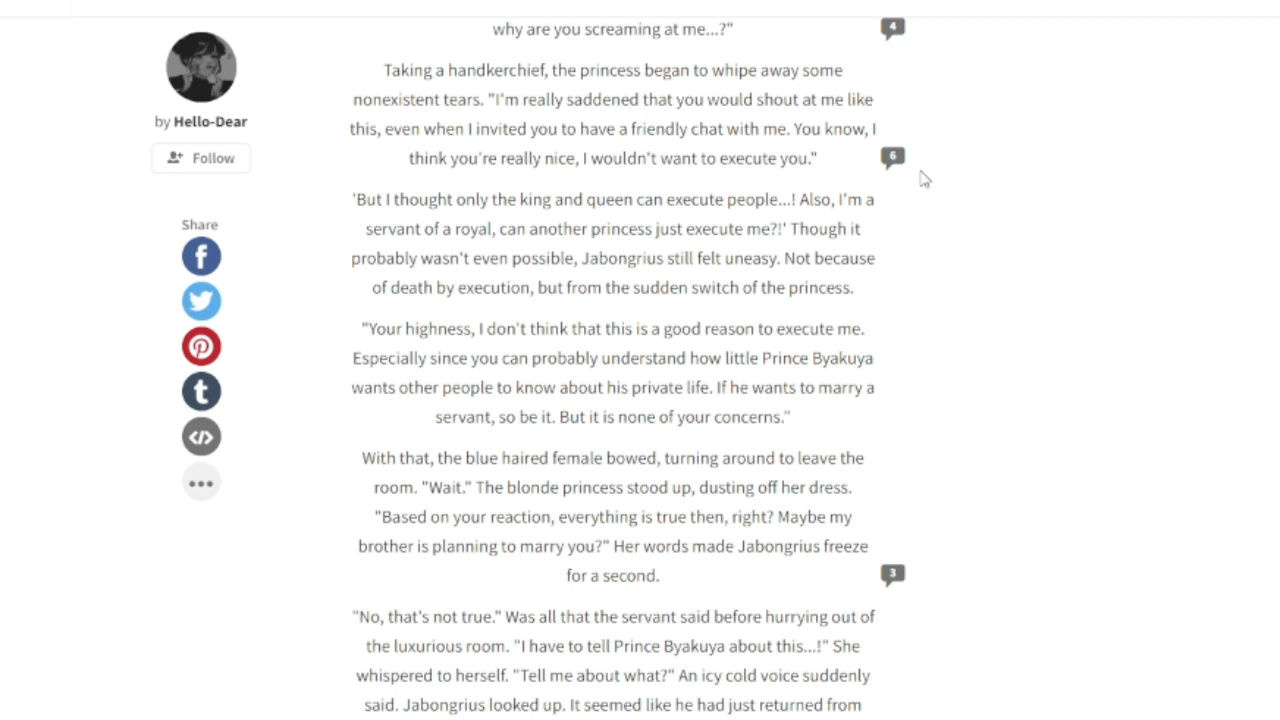 why are you screaming at me...?"
4
Taking a handkerchief, the princess began to whipe away some
nonexistent tears. "I'm really saddened that you would shout at me like
this, even when I invited you to have a friendly chat with me. You know, I
think you're really nice, I wouldn't want to execute you."
6
by Hello-Dear
Follow
Share
'But I thought only the king and queen can execute people...! Also, I'm a
servant of a royal, can another princess just execute me?!' Though it
probably wasn't even possible, Jabongrius still felt uneasy. Not because
of death by execution, but from the sudden switch of the princess.
"Your highness, I don't think that this is a good reason to execute me.
Especially since you can probably understand how little Prince Byakuya
wants other people to know about his private life. If he wants to marry a
servant, so be it. But it is none of your concerns."
With that, the blue haired female bowed, turning around to leave the
room. "Wait." The blonde princess stood up, dusting off her dress.
"Based on your reaction, everything is true then, right? Maybe my
brother is planning to marry you?" Her words made Jabongrius freeze
for a second.
3
"No, that's not true." Was all that the servant said before hurrying out of
the luxurious room. "I have to tell Prince Byakuya about this...!" She
whispered to herself. "Tell me about what?" An icy cold voice suddenly
said. Jabongrius looked up. It seemed like he had just returned from